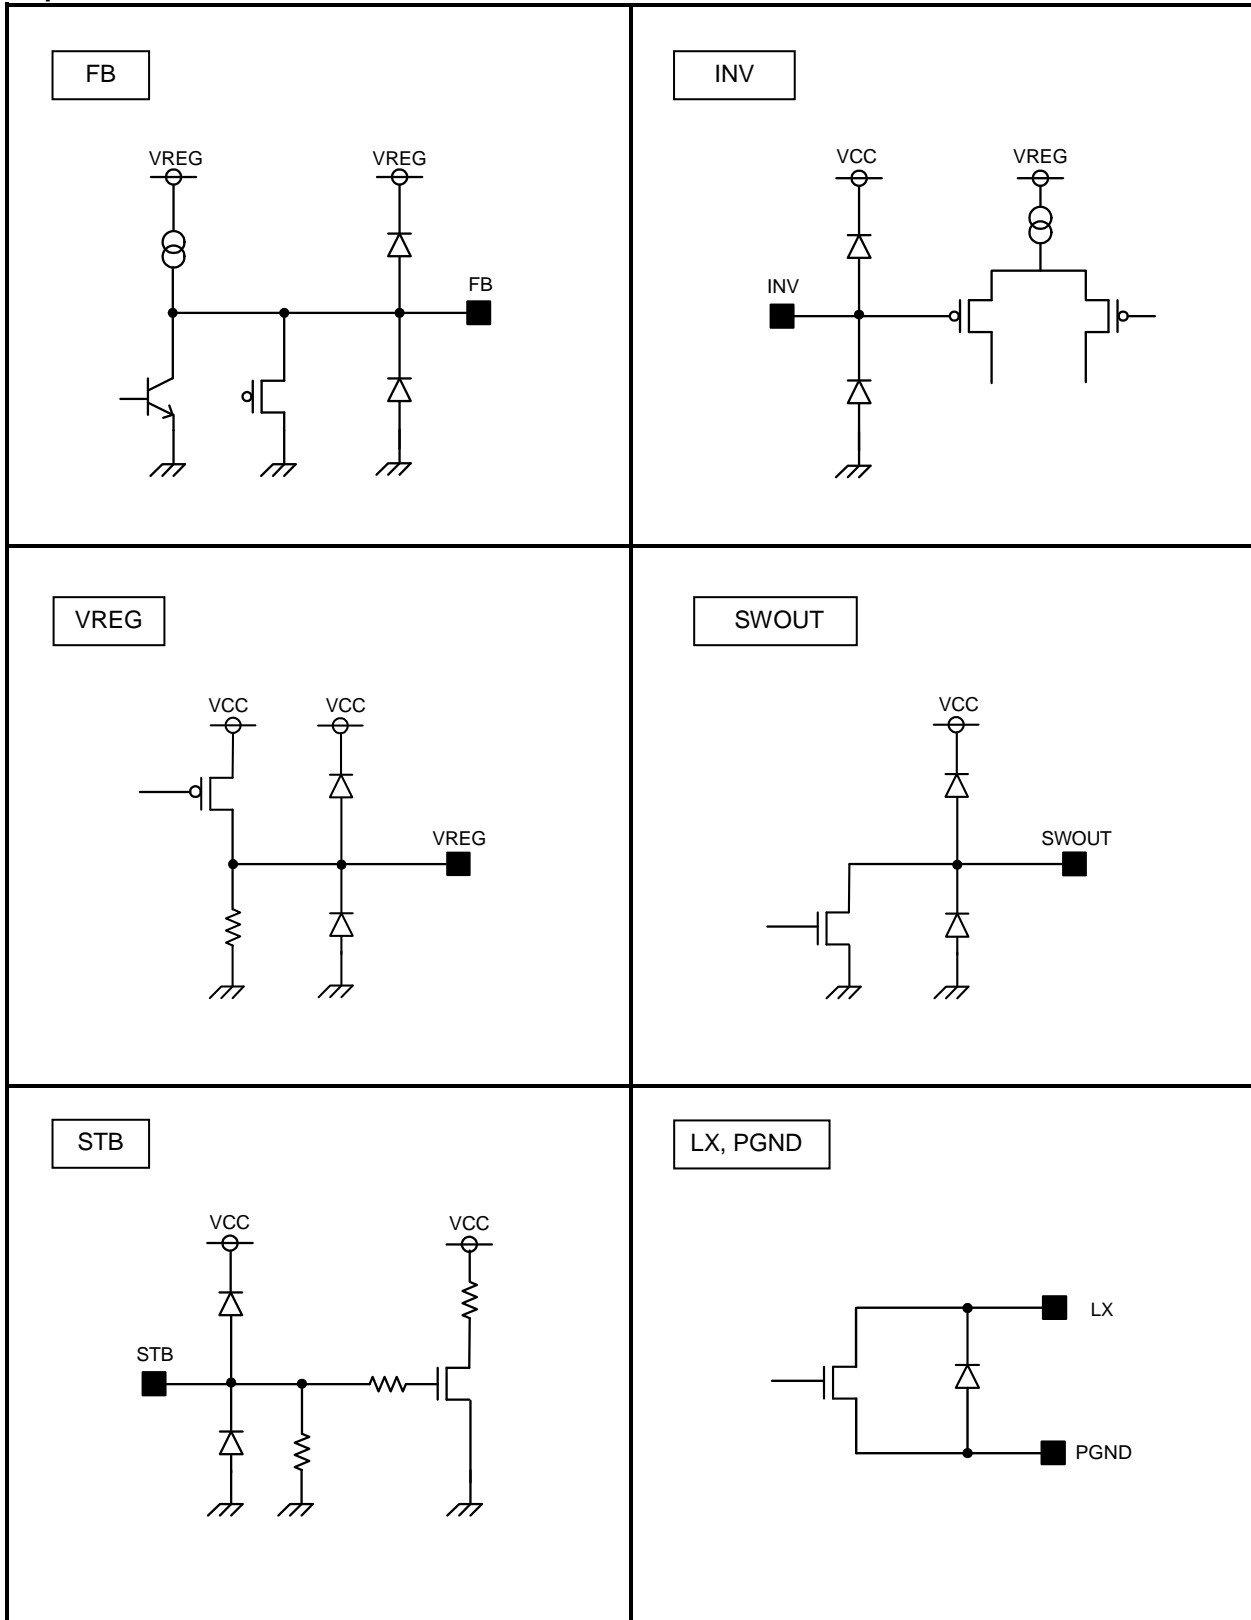 FB
VREG
VREG
FB
INV
VCC
VREG
INV
VREG
VCC
VCC
VREG
SWOUT
VCC
SWOUT
STB
VCC
VCC
STB
LX, PGND
LX
PGND